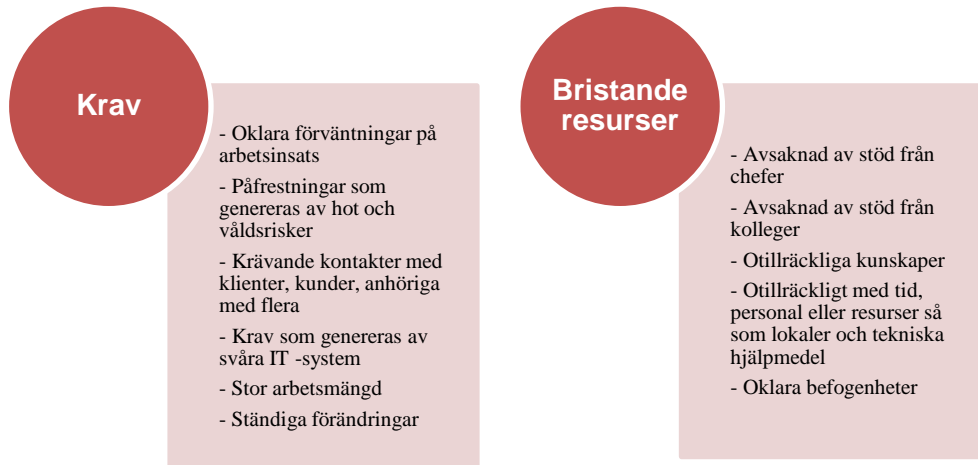 Krav
- Oklara förväntningar på
arbetsinsats
- Påfrestningar som
genereras av hot och
våldsrisker
- Krävande kontakter med
klienter, kunder, anhöriga
med flera
- Krav som genereras av
svåra IT -system
- Stor arbetsmängd
- Ständiga förändringar
Bristande
resurser
- Avsaknad av stöd från
chefer
- Avsaknad av stöd från
kolleger
- Otillräckliga kunskaper
- Otillräckligt med tid,
personal eller resurser så
som lokaler och tekniska
hjälpmedel
- Oklara befogenheter